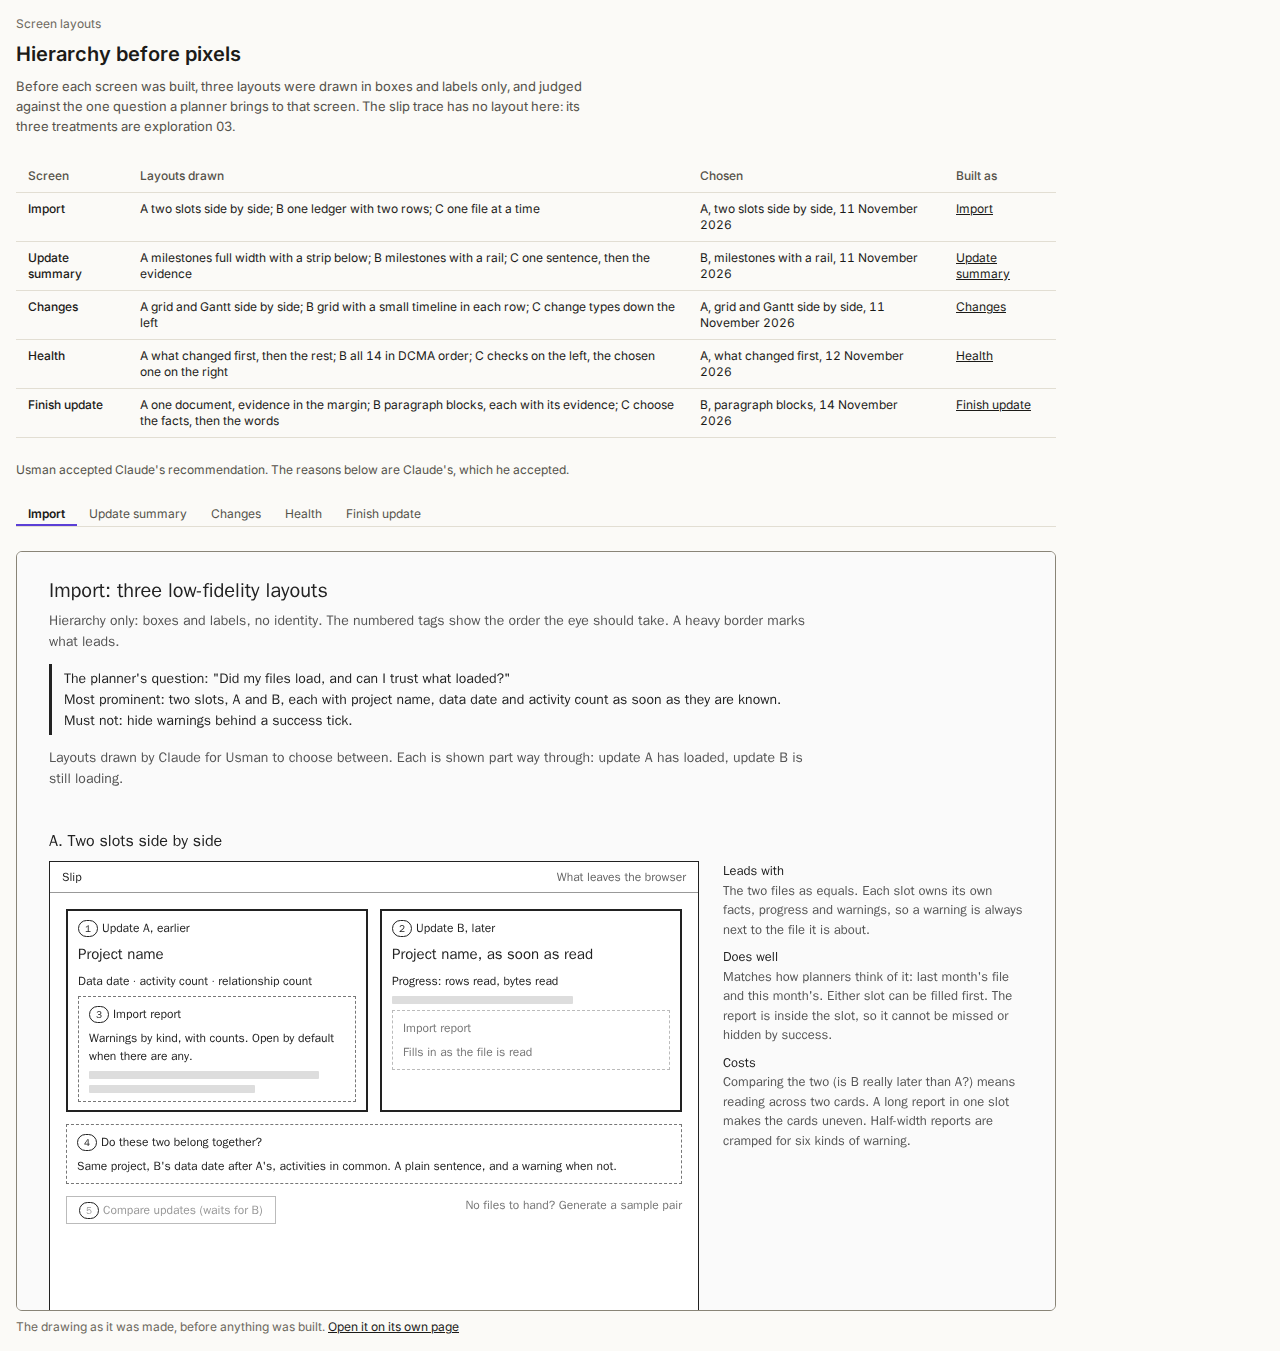 Screen layouts
Hierarchy before pixels
Before each screen was built, three layouts were drawn in boxes and labels only, and judged
against the one question a planner brings to that screen. The slip trace has no layout here: its
three treatments are exploration 03.
Screen Layouts drawn Chosen Built as
Import A two slots side by side; B one ledger with two rows; C one file at a time A, two slots side by side, 11 November Import
2026
Update A milestones full width with a strip below; B milestones with a rail; C one sentence, then the B, milestones with a rail, 11 November Update
summary evidence 2026 summary
Changes A grid and Gantt side by side; B grid with a small timeline in each row; C change types down the A, grid and Gantt side by side, 11 Changes
left November 2026
Health A what changed first, then the rest; B all 14 in DCMA order; C checks on the left, the chosen A, what changed first, 12 November Health
one on the right 2026
Finish update A one document, evidence in the margin; B paragraph blocks, each with its evidence; C choose B, paragraph blocks, 14 November Finish update
the facts, then the words 2026
Usman accepted Claude's recommendation. The reasons below are Claude's, which he accepted.
Import Update summary Changes Health Finish update
Import: three low-fidelity layouts
Hierarchy only: boxes and labels, no identity. The numbered tags show the order the eye should take. A heavy border marks
what leads.
The planner's question: "Did my files load, and can I trust what loaded?"
Most prominent: two slots, A and B, each with project name, data date and activity count as soon as they are known.
Must not: hide warnings behind a success tick.
Layouts drawn by Claude for Usman to choose between. Each is shown part way through: update A has loaded, update B is
still loading.
A. Two slots side by side
Slip What leaves the browser
1 Update A, earlier
Project name
Data date · activity count · relationship count
3 Import report
Warnings by kind, with counts. Open by default
when there are any.
2 Update B, later
Project name, as soon as read
Progress: rows read, bytes read
Import report
Fills in as the file is read
4 Do these two belong together?
Same project, B's data date after A's, activities in common. A plain sentence, and a warning when not.
5 Compare updates (waits for B)
No files to hand? Generate a sample pair
Leads with
The two files as equals. Each slot owns its own
facts, progress and warnings, so a warning is always
next to the file it is about.
Does well
Matches how planners think of it: last month's file
and this month's. Either slot can be filled first. The
report is inside the slot, so it cannot be missed or
hidden by success.
Costs
Comparing the two (is B really later than A?) means
reading across two cards. A long report in one slot
makes the cards uneven. Half-width reports are
cramped for six kinds of warning.
The drawing as it was made, before anything was built. Open it on its own page